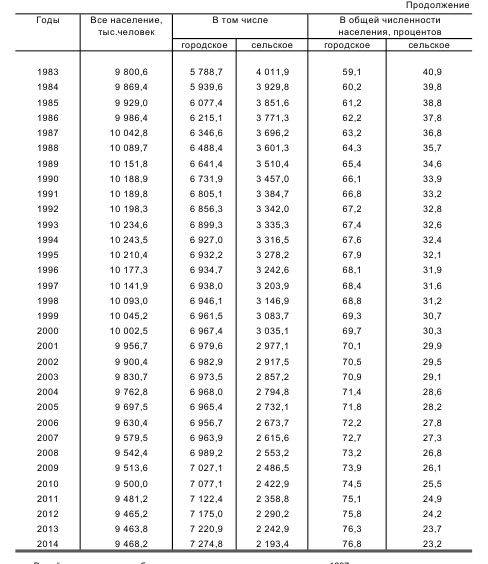 Продолжение
Годы Все население, В том числе В общей численности
тыс.человек населения, процентов
городское сельское городское сельское
1983 9 800,6 5 788,7 4 011,9 59,1 40,9
1984 9 869,4 5 939,6 3 929,8 60,2 39,8
1985 9 929,0 6 077,4 3 851,6 61,2 38,8
1986 9 986,4 6 215,1 3 771,3 62,2 37,8
1987 10 042,8 6 346,6 3 696,2 63,2 36,8
1988 10 089,7 6 488,4 3 601,3 64,3 35,7
1989 10 151,8 6 641,4 3 510,4 65,4 34,6
1990 10 188,9 6 731,9 3 457,0 66,1 33,9
1991 10 189,8 6 805,1 3 384,7 66,8 33,2
1992 10 198,3 6 856,3 3 342,0 67,2 32,8
1993 10 234,6 6 899,3 3 335,3 67,4 32,6
1994 10 243,5 6 927,0 3 316,5 67,6 32,4
1995 10 210,4 6 932,2 3 278,2 67,9 32,1
1996 10 177,3 6 934,7 3 242,6 68,1 31,9
1997 10 141,9 6 938,0 3 203,9 68,4 31,6
1998 10 093,0 6 946,1 3 146,9 68,8 31,2
1999 10 045,2 6 961,5 3 083,7 69,3 30,7
2000 10 002,5 6 967,4 3 035,1 69,7 30,3
2001 9 956,7 6 979,6 2 977,1 70,1 29,9
2002 9 900,4 6 982,9 2 917,5 70,5 29,5
2003 9 830,7 6 973,5 2 857,2 70,9 29,1
2004 9 762,8 6 968,0 2 794,8 71,4 28,6
2005 9 697,5 6 965,4 2 732,1 71,8 28,2
2006 9 630,4 6 956,7 2 673,7 72,2 27,8
2007 9 579,5 6 963,9 2 615,6 72,7 27,3
2008 9 542,4 6 989,2 2 553,2 73,2 26,8
2009 9 513,6 7 027,1 2 486,5 73,9 26,1
2010 9 500,0 7 077,1 2 422,9 74,5 25,5
2011 9 481,2 7 122,4 2 358,8 75,1 24,9
2012 9 465,2 7 175,0 2 290,2 75,8 24,2
2013 9 463,8 7 220,9 2 242,9 76,3 23,7
2014 9 468,2 7 274,8 2 193,4 76,8 23,2